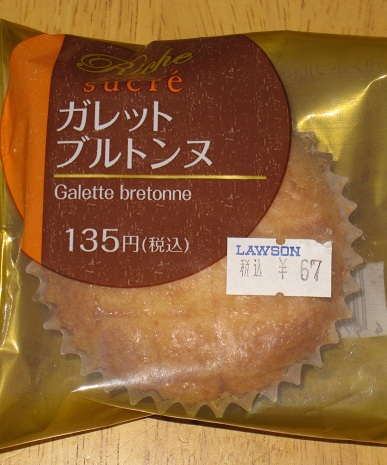 Riche
sucré
ガレット
ブルトンヌ
Galette bretonne
135円(税込)
LAWSON
税込 ¥ 67